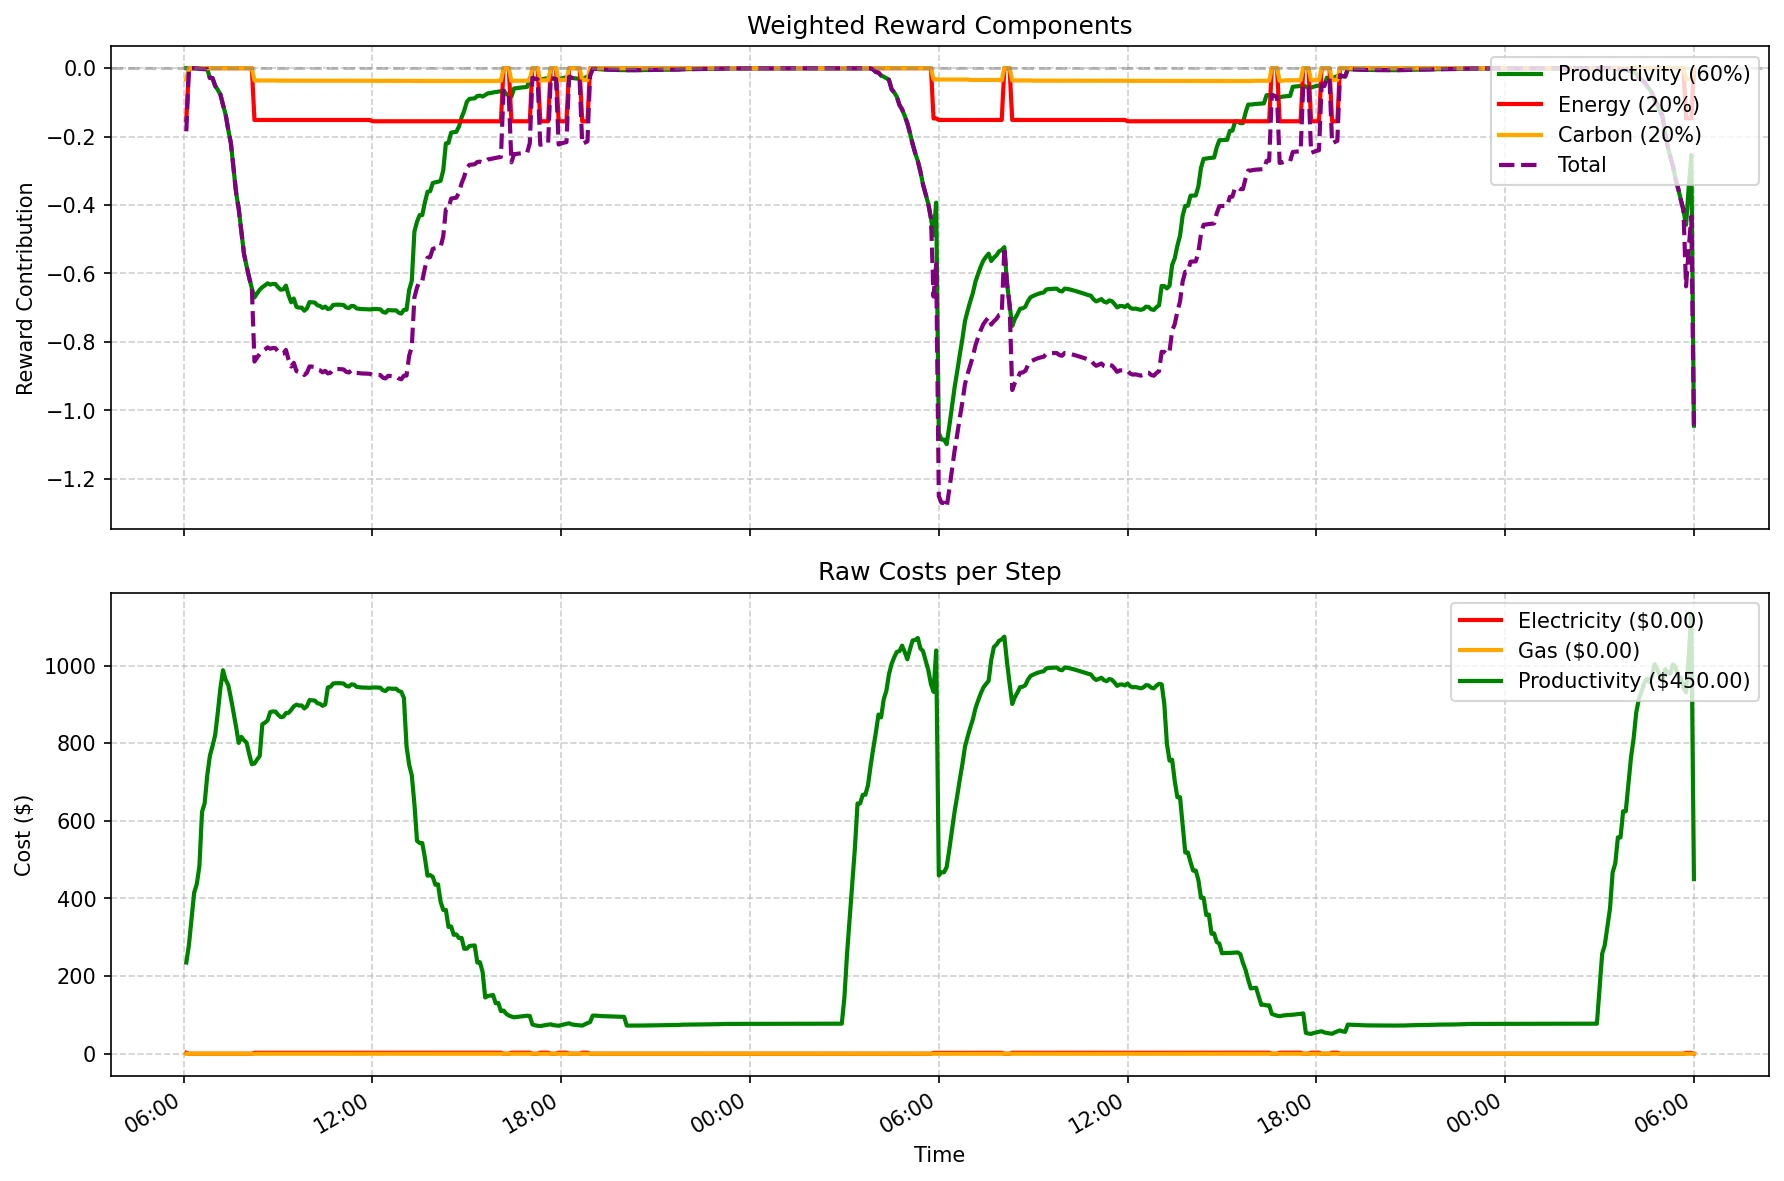 Weighted Reward Components
Reward Contribution
0.0
−0.2
−0.4
−0.6
−0.8
−1.0
−1.2
Productivity (60%)
Energy (20%)
Carbon (20%)
Total
Raw Costs per Step
Cost ($)
1000
800
600
400
200
0
Electricity ($0.00)
Gas ($0.00)
Productivity ($450.00)
06:00
12:00
18:00
00:00
06:00
12:00
18:00
00:00
06:00
Time